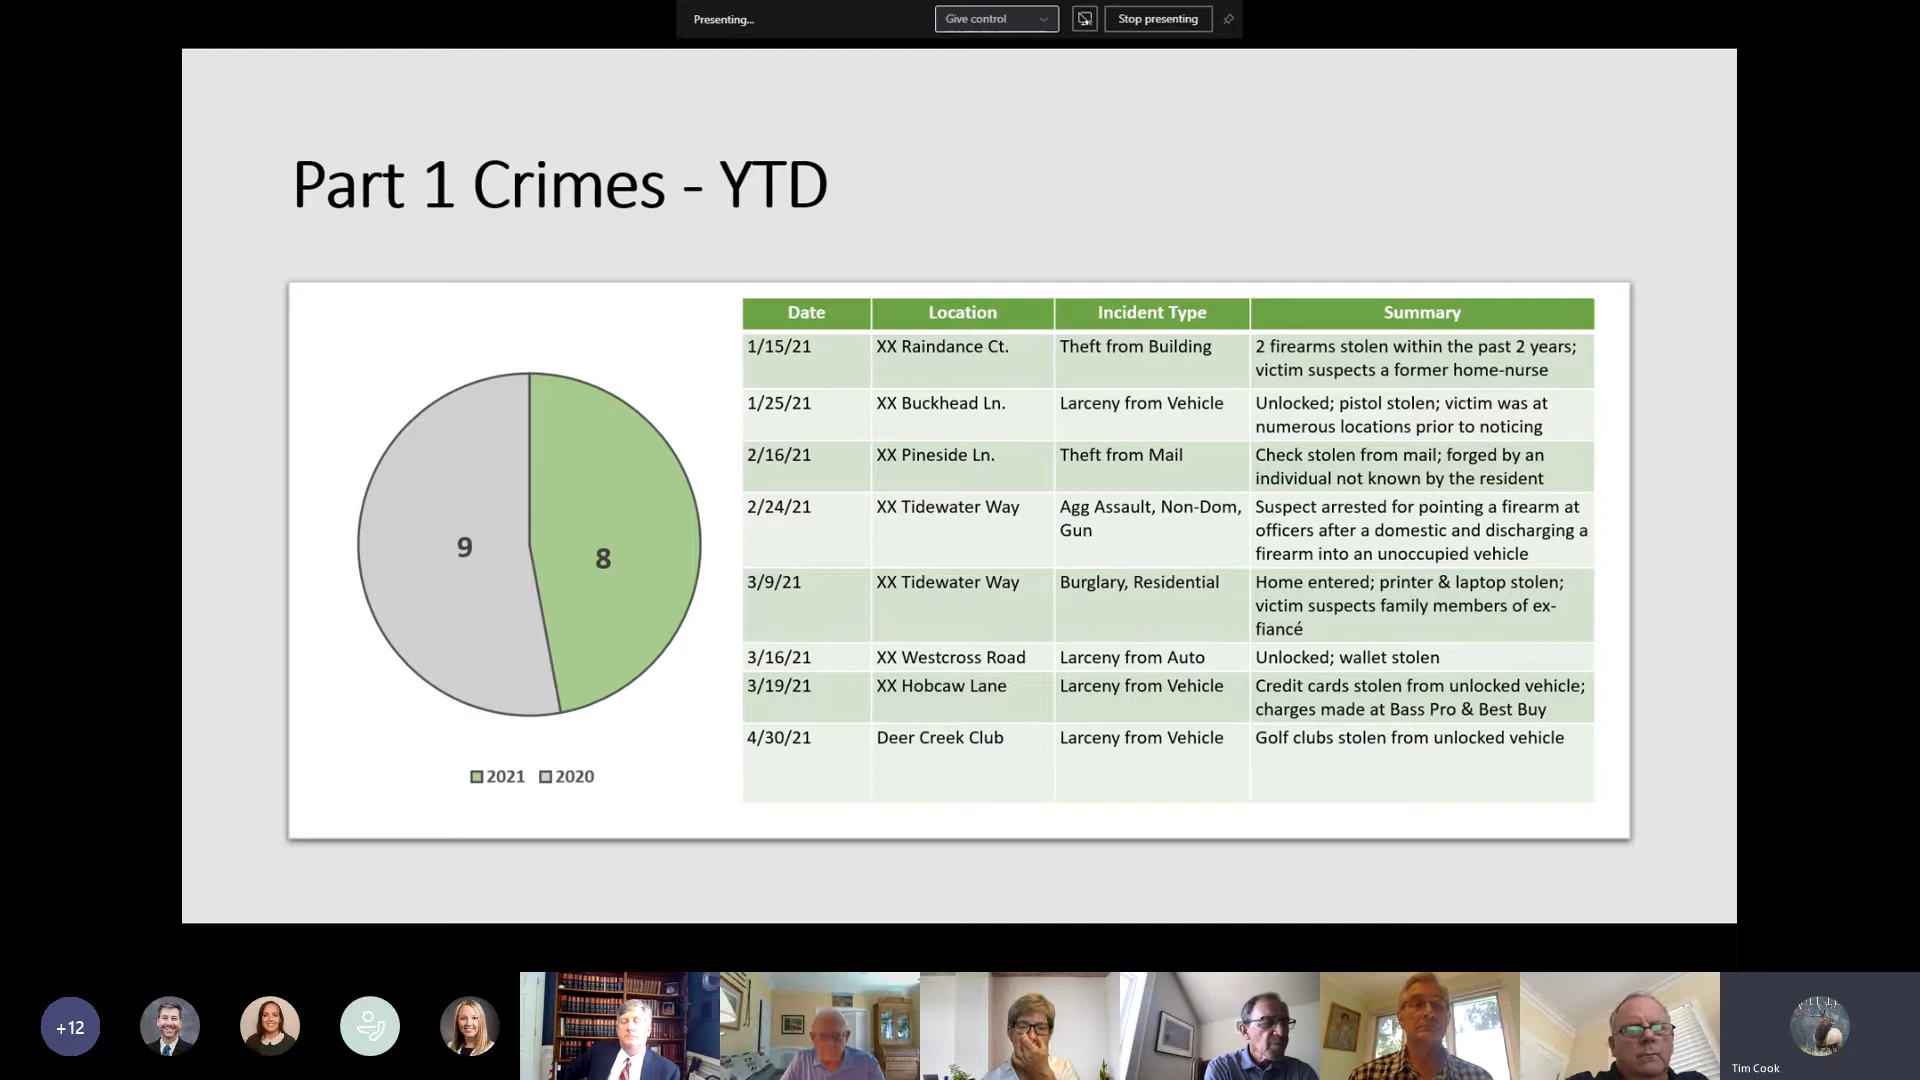 Presenting...
Give control
Stop presenting
Part 1 Crimes - YTD
9
8
2021 2020
Date Location Incident Type Summary
1/15/21 XX Raindance Ct. Theft from Building 2 firearms stolen within the past 2 years;
victim suspects a former home-nurse
1/25/21 XX Buckhead Ln. Larceny from Vehicle Unlocked; pistol stolen; victim was at
numerous locations prior to noticing
2/16/21 XX Pineside Ln. Theft from Mail Check stolen from mail; forged by an
individual not known by the resident
2/24/21 XX Tidewater Way Agg Assault, Non-Dom, Suspect arrested for pointing a firearm at
Gun officers after a domestic and discharging a
firearm into an unoccupied vehicle
3/9/21 XX Tidewater Way Burglary, Residential Home entered; printer & laptop stolen;
victim suspects family members of ex-
fiancé
3/16/21 XX Westcross Road Larceny from Auto Unlocked; wallet stolen
3/19/21 XX Hobcaw Lane Larceny from Vehicle Credit cards stolen from unlocked vehicle;
charges made at Bass Pro & Best Buy
4/30/21 Deer Creek Club Larceny from Vehicle Golf clubs stolen from unlocked vehicle
+12
Tim Cook